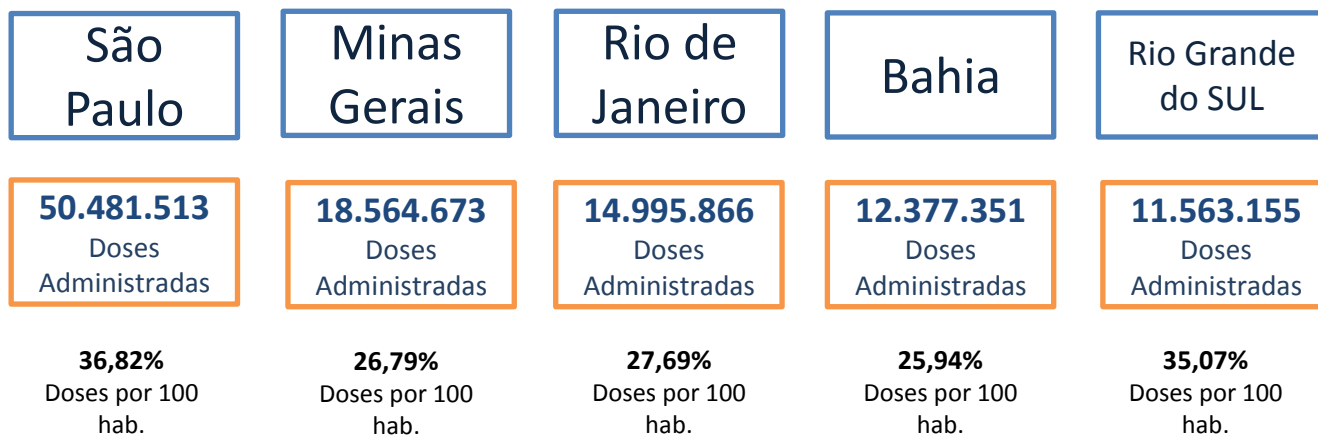 São
Paulo
Minas
Gerais
Rio de
Janeiro
Bahia
Rio Grande
do SUL
50.481.513
Doses
Administradas
18.564.673
Doses
Administradas
14.995.866
Doses
Administradas
12.377.351
Doses
Administradas
11.563.155
Doses
Administradas
36,82%
Doses por 100
hab.
26,79%
Doses por 100
hab.
27,69%
Doses por 100
hab.
25,94%
Doses por 100
hab.
35,07%
Doses por 100
hab.